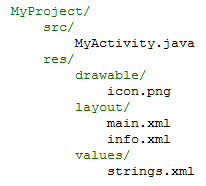 MyProject/
    src/
        MyActivity.java
    res/
        drawable/
            icon.png
        layout/
            main.xml
            info.xml
        values/
            strings.xml